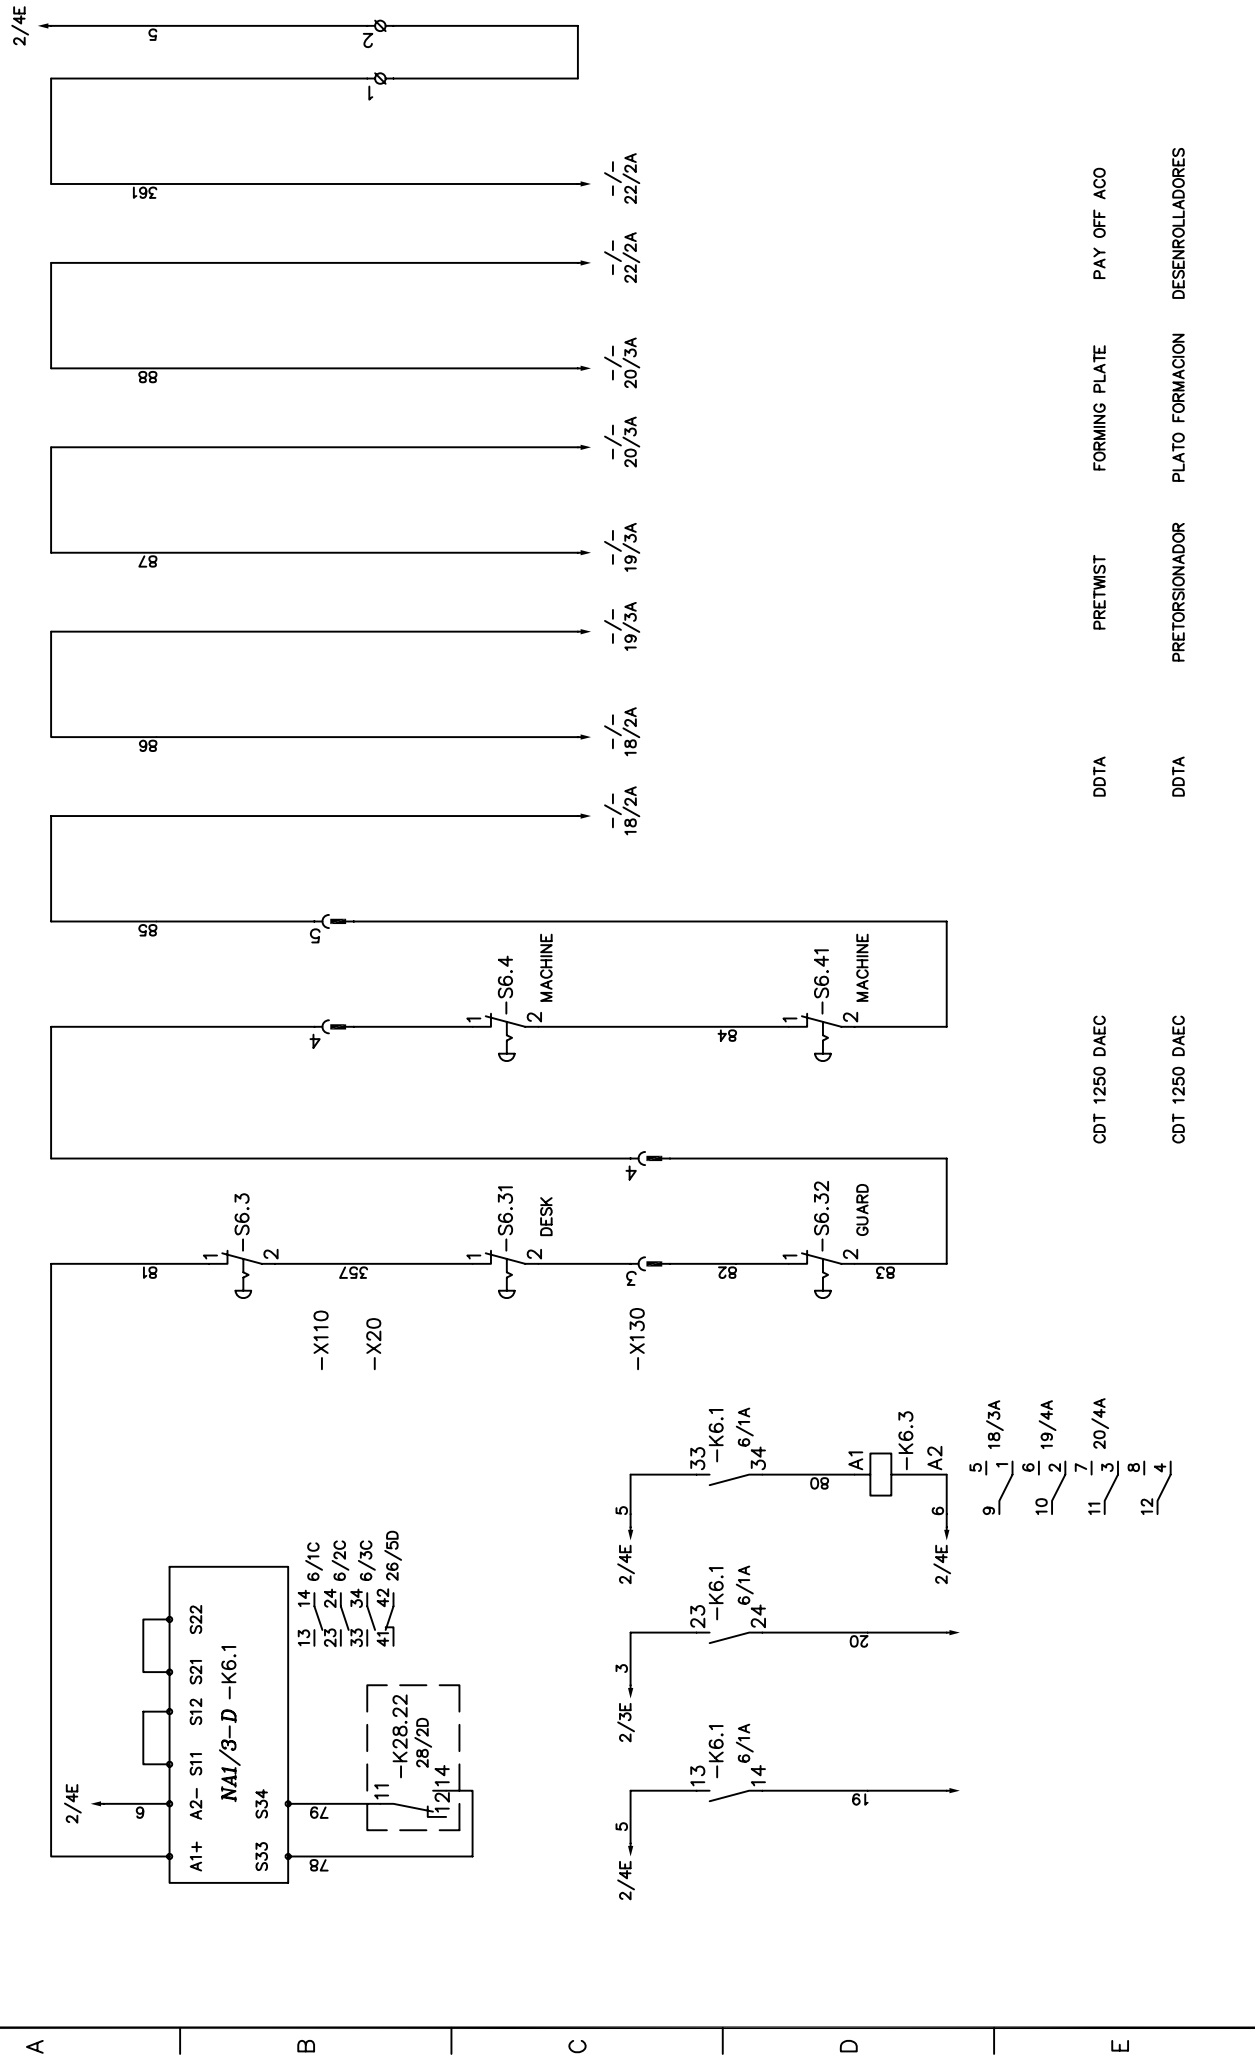 2/4E
5
2
1
361
-/-
22/2A
-/-
22/2A
88
-/-
20/3A
-/-
20/3A
87
-/-
19/3A
-/-
19/3A
86
-/-
18/2A
-/-
18/2A
85
5
4
1
-S6.4
2
MACHINE
84
1
-S6.41
2
MACHINE
4
81
1
-S6.3
2
357
1
-S6.31
2
DESK
3
82
1
-S6.32
2
GUARD
83
-X110
-X20
-X130
2/4E
6
A1+
A2-
S11
S12
S21
S22
NA1/3-D
-K6.1
S33
S34
78
79
11
-K28.22
28/2D
12
14
13 14 6/1C
23 24 6/2C
33 34 6/3C
41 42 26/5D
2/4E
5
13
-K6.1
6/1A
14
19
2/3E
3
23
-K6.1
6/1A
24
20
2/4E
5
33
-K6.1
6/1A
34
80
A1
-K6.3
A2
6
2/4E
9 5 1 18/3A
10 6 2 19/4A
11 7 3 20/4A
12 8 4
CDT 1250 DAEC
DDTA
PRETWIST
FORMING PLATE
PAY OFF ACO
CDT 1250 DAEC
DDTA
PRETORSIONADOR
PLATO FORMACION
DESENROLLADORES
A
B
C
D
E